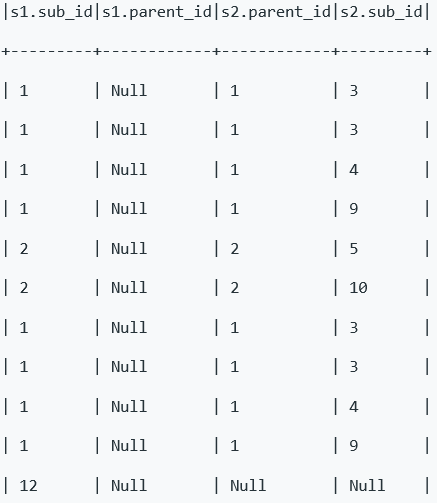 |s1.sub_id|s1.parent_id|s2.parent_id|s2.sub_id|
+---------+------------+------------+---------+
| 1       | Null       | 1          | 3       |
| 1       | Null       | 1          | 3       |
| 1       | Null       | 1          | 4       |
| 1       | Null       | 1          | 9       |
| 2       | Null       | 2          | 5       |
| 2       | Null       | 2          | 10      |
| 1       | Null       | 1          | 3       |
| 1       | Null       | 1          | 3       |
| 1       | Null       | 1          | 4       |
| 1       | Null       | 1          | 9       |
| 12      | Null       | Null       | Null    |